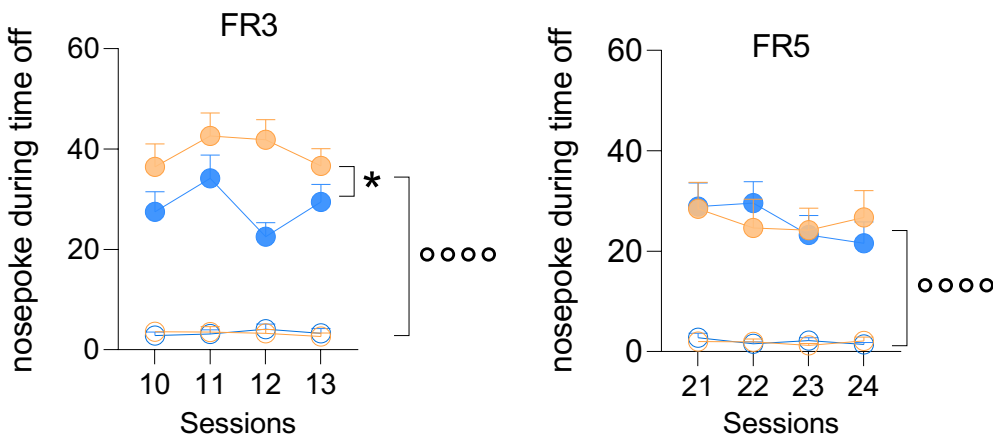 FR3
nosepoke during time off
60
40
20
0
*
°°°°
10 11 12 13
Sessions
FR5
nosepoke during time off
60
40
20
0
°°°°
21 22 23 24
Sessions